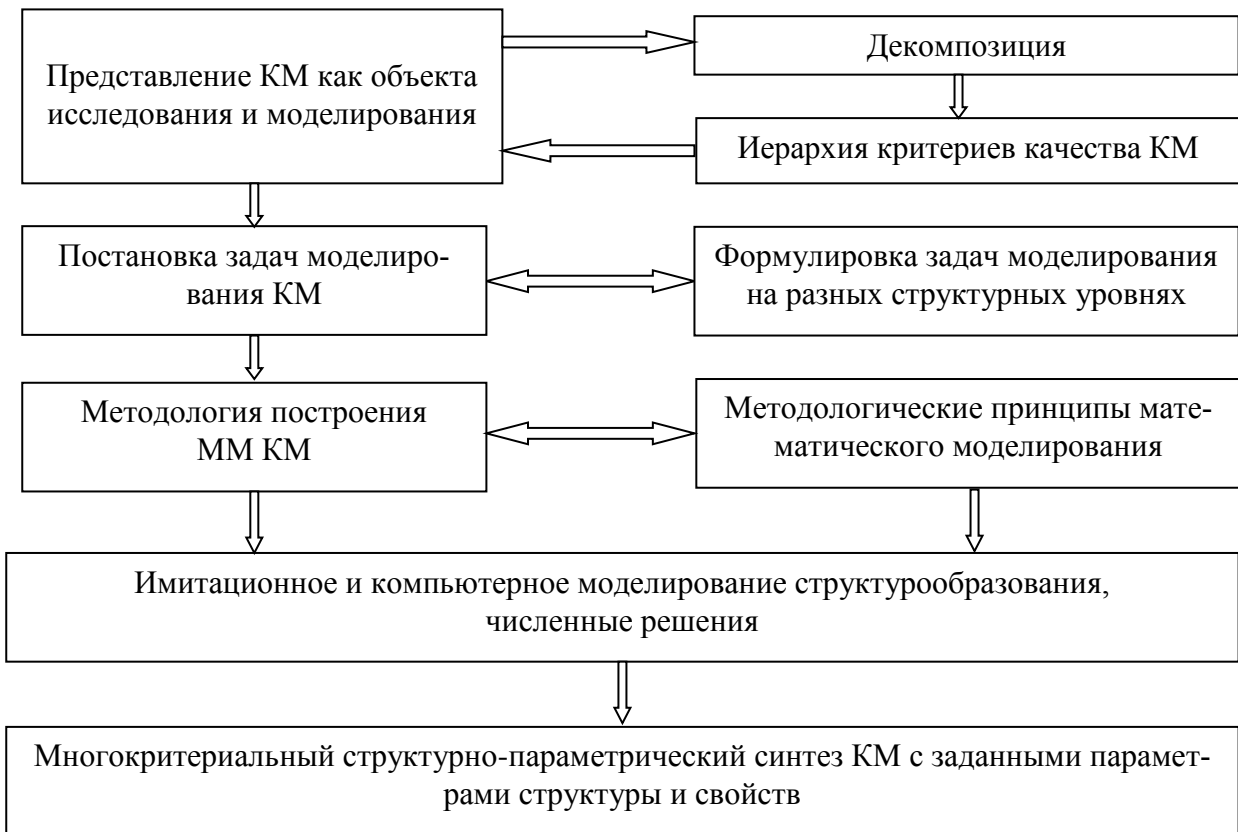 Представление КМ как объекта
исследования и моделирования
Декомпозиция
Иерархия критериев качества КМ
Постановка задач моделиро-
вания КМ
Формулировка задач моделирования
на разных структурных уровнях
Методология построения
ММ КМ
Методологические принципы мате-
матического моделирования
Имитационное и компьютерное моделирование структурообразования,
численные решения
Многокритериальный структурно-параметрический синтез КМ с заданными парамет-
рами структуры и свойств